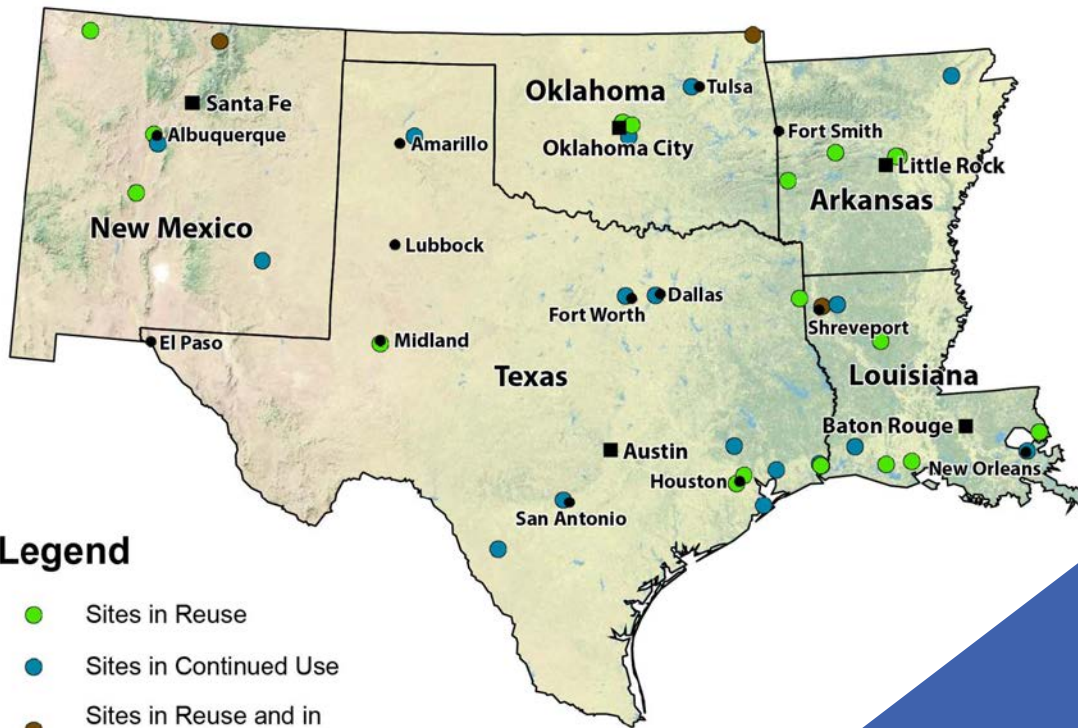 Santa Fe
Albuquerque
New Mexico
El Paso
Oklahoma
Tulsa
Oklahoma City
Amarillo
Lubbock
Midland
Fort Worth
Dallas
Texas
Austin
Houston
San Antonio
Fort Smith
Little Rock
Arkansas
Shreveport
Louisiana
Baton Rouge
New Orleans
Legend
Sites in Reuse
Sites in Continued Use
Sites in Reuse and in